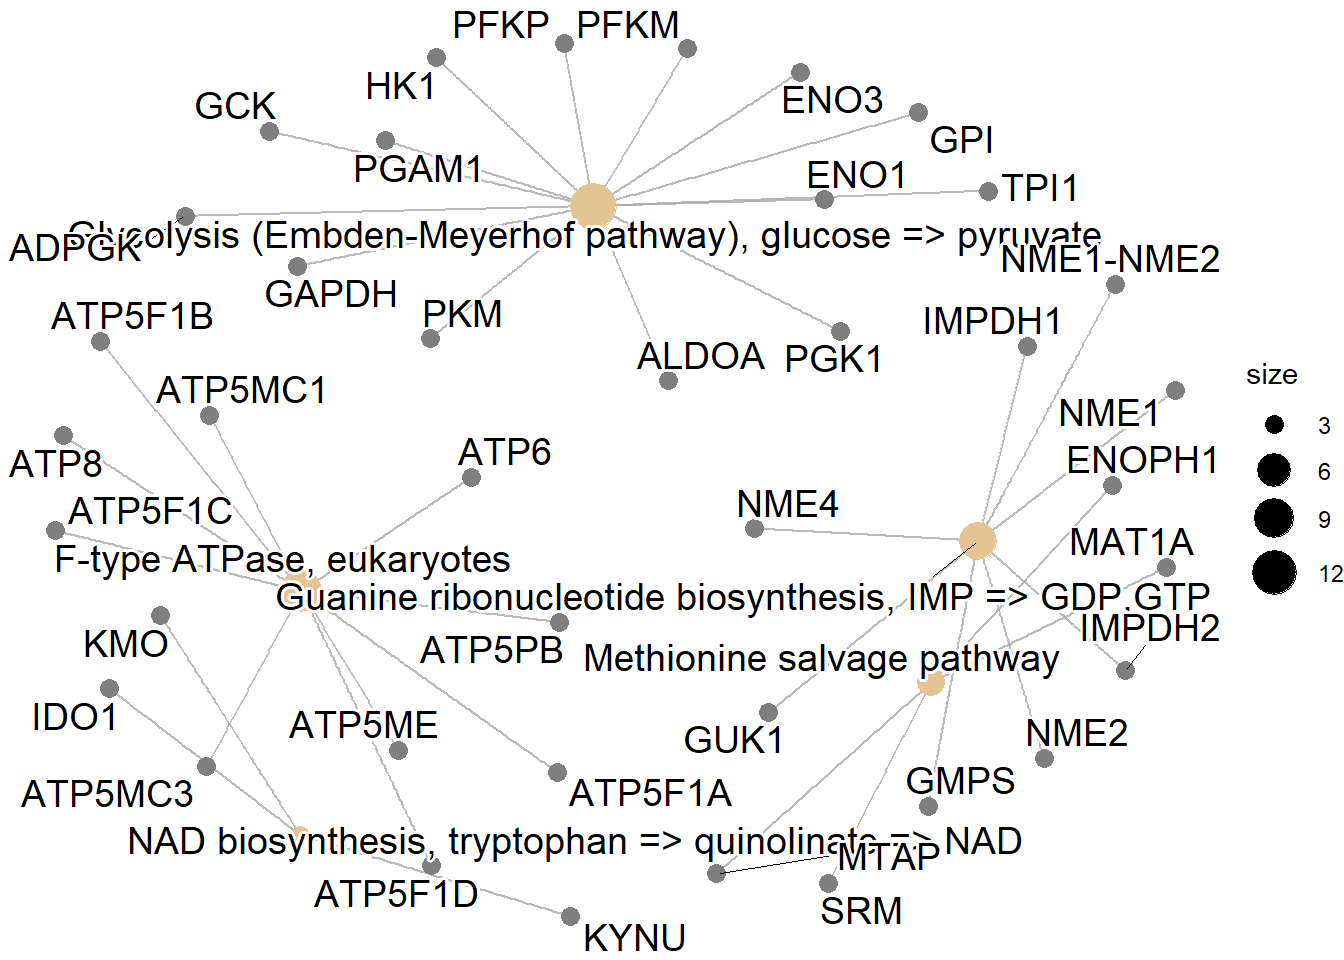 PFKP
PFKM
HK1
ENO3
GCK
GPI
PGAM1
ENO1
TPI1
Glycolysis (Embden-Meyerhof pathway), glucose => pyruvate
ADPGK
NME1-NME2
GAPDH
PKM
ATP5F1B
IMPDH1
ALDOA
PGK1
size
ATP5MC1
NME1
3
ATP6
ENOPH1
ATP8
6
NME4
ATP5F1C
9
MAT1A
F-type ATPase, eukaryotes
12
Guanine ribonucleotide biosynthesis, IMP => GDP,GTP
IMPDH2
KMO
ATP5PB
Methionine salvage pathway
IDO1
ATP5ME
NME2
GUK1
GMPS
ATP5MC3
ATP5F1A
NAD biosynthesis, tryptophan => quinolinate => NAD
MTAP
ATP5F1D
SRM
KYNU